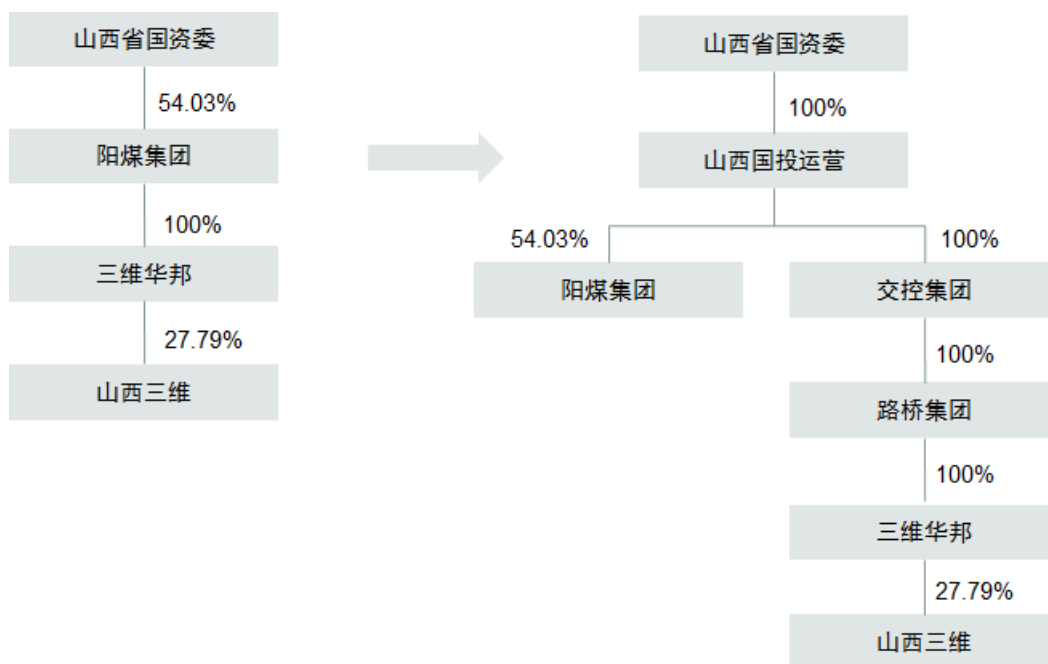 山西省国资委
54.03%
阳煤集团
100%
三维华邦
27.79%
山西三维
山西省国资委
100%
山西国投运营
54.03%
100%
阳煤集团
交控集团
100%
路桥集团
100%
三维华邦
27.79%
山西三维